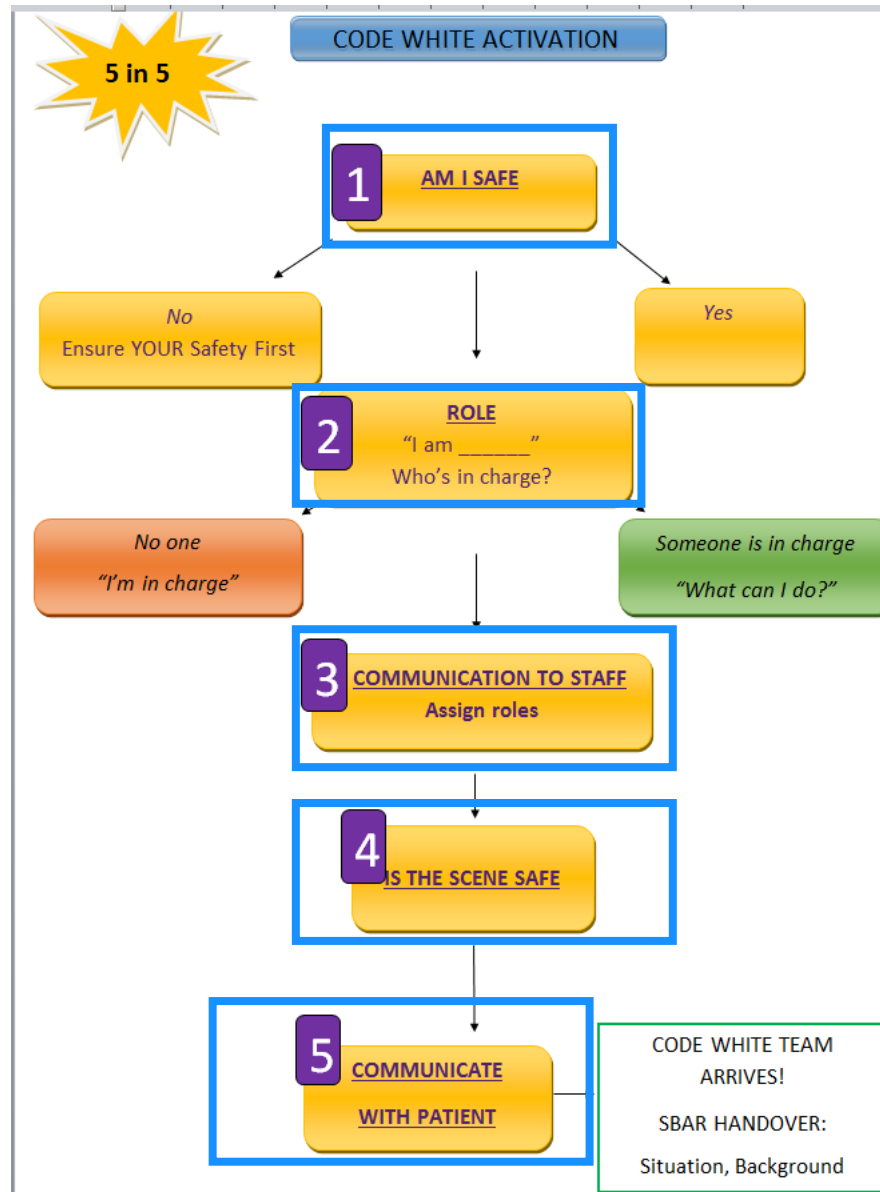 5 in 5
CODE WHITE ACTIVATION
1
AM I SAFE
No
Ensure YOUR Safety First
Yes
2
ROLE
“I am ______”
Who’s in charge?
No one
“I’m in charge”
Someone is in charge
“What can I do?”
3
COMMUNICATION TO STAFF
Assign roles
4
IS THE SCENE SAFE
5
COMMUNICATE
WITH PATIENT
CODE WHITE TEAM
ARRIVES!
SBAR HANDOVER:
Situation, Background